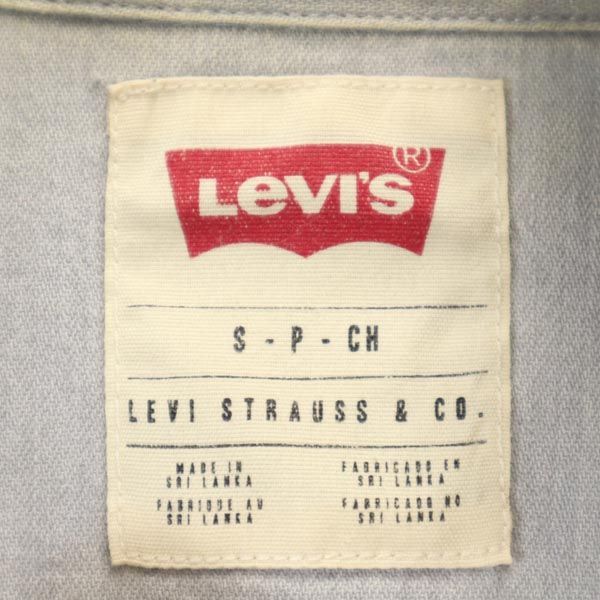 LEVI'S
®
S - P - CH
LEVI STRAUSS & CO.
MADE IN
SRI LANKA
FABRIQUE AU
SRI LANKA
FABRICADO EN
SRI LANKA
FABRICADO NO
SRI LANKA